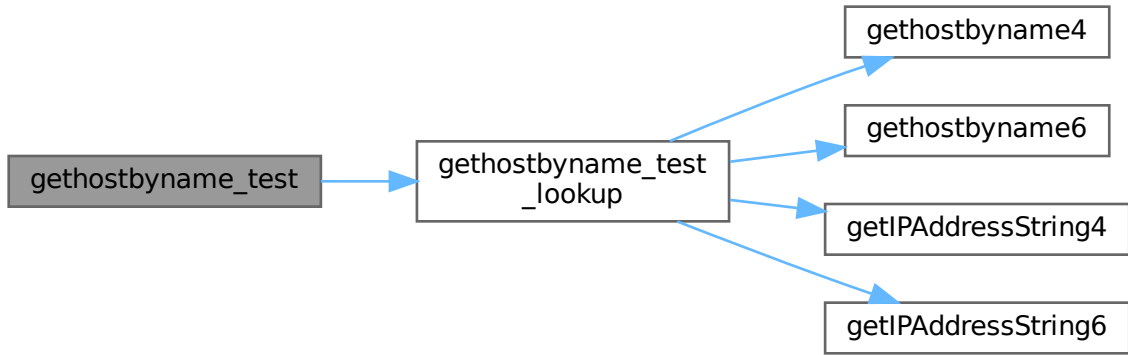 gethostbyname_test
gethostbyname_test
_lookup
gethostbyname4
gethostbyname6
getIPAddressString4
getIPAddressString6